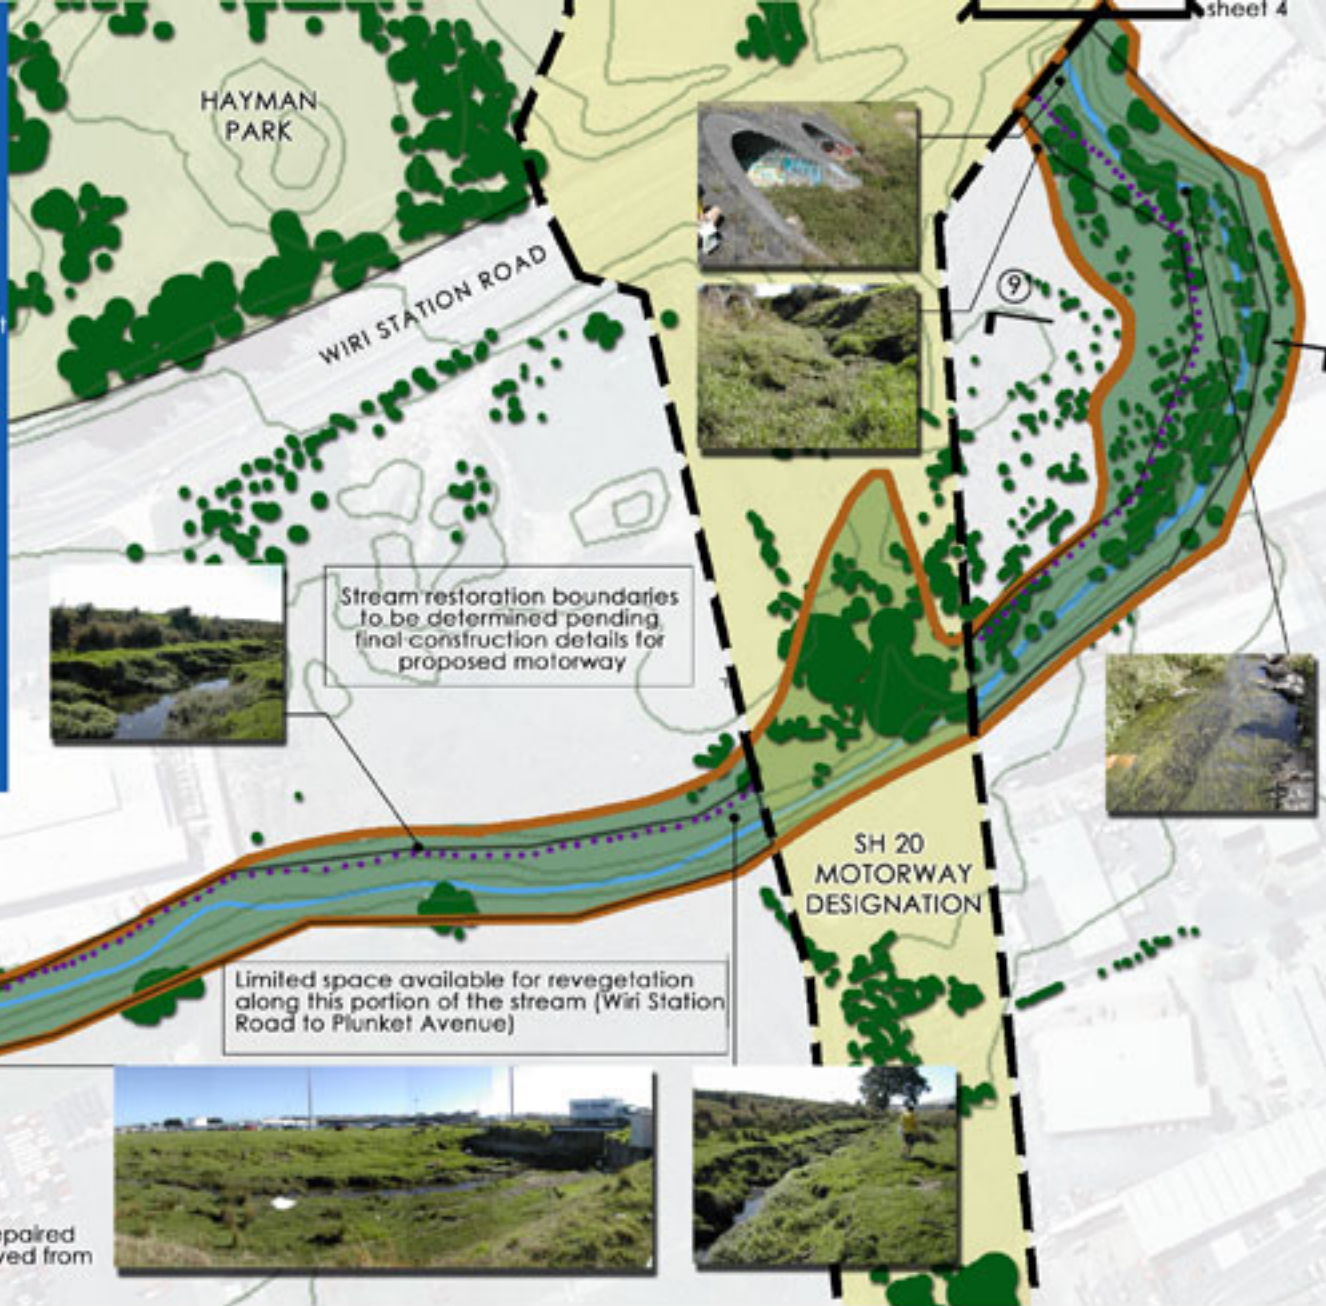 sheet 4
HAYMAN
PARK
WIRI STATION ROAD
9
Stream restoration boundaries
to be determined pending
final construction details for
proposed motorway
SH 20
MOTORWAY
DESIGNATION
Limited space available for revegetation
along this portion of the stream (Wiri Station
Road to Plunket Avenue)
epaired
ved from